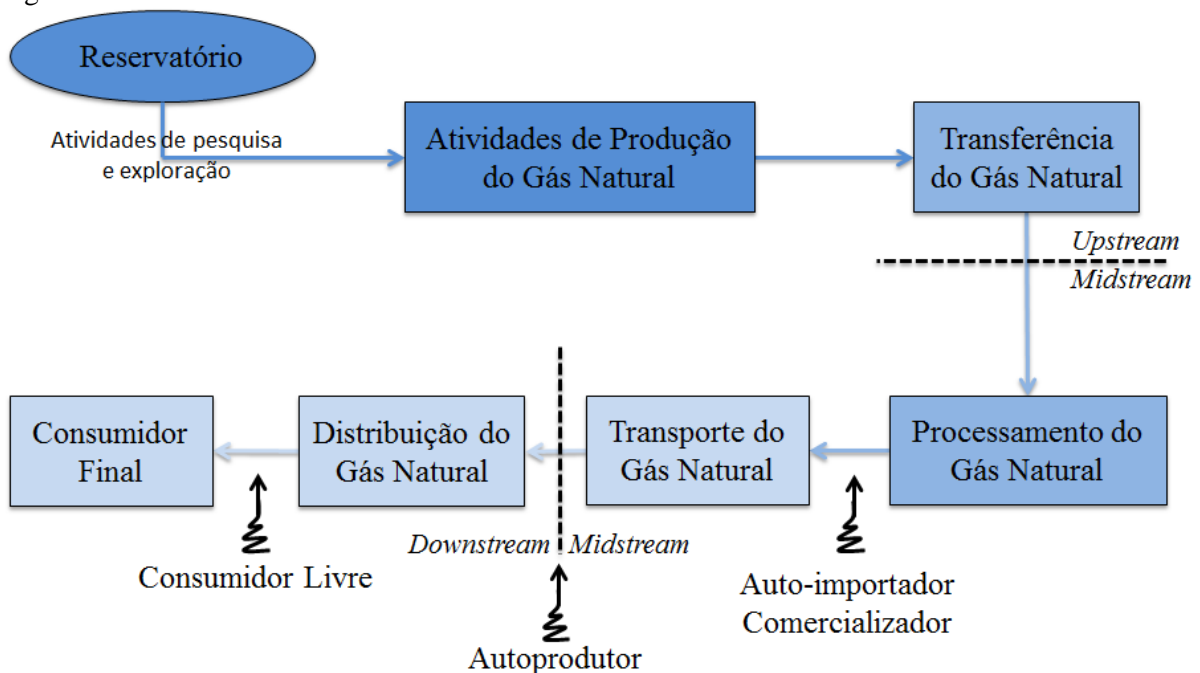 Reservatório
Atividades de pesquisa
e exploração
Atividades de Produção
do Gás Natural
Transferência
do Gás Natural
Upstream
Midstream
Consumidor
Final
Distribuição do
Gás Natural
Transporte do
Gás Natural
Processamento do
Gás Natural
Downstream
Midstream
Consumidor Livre
Autoprodutor
Auto-importador
Comercializador